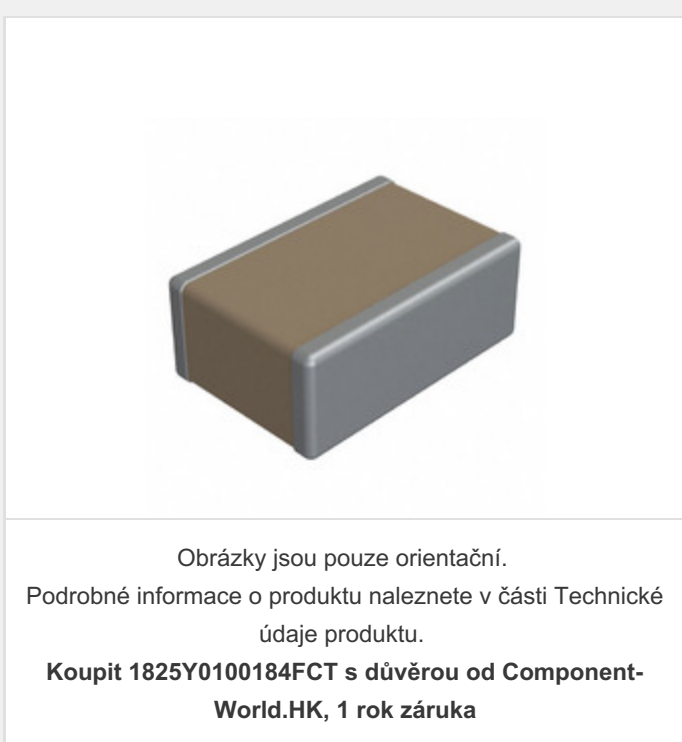 Obrázky jsou pouze orientační.
Podrobné informace o produktu naleznete v části Technické
údaje produktu.
Koupit 1825Y0100184FCT s důvěrou od Component-
World.HK, 1 rok záruka